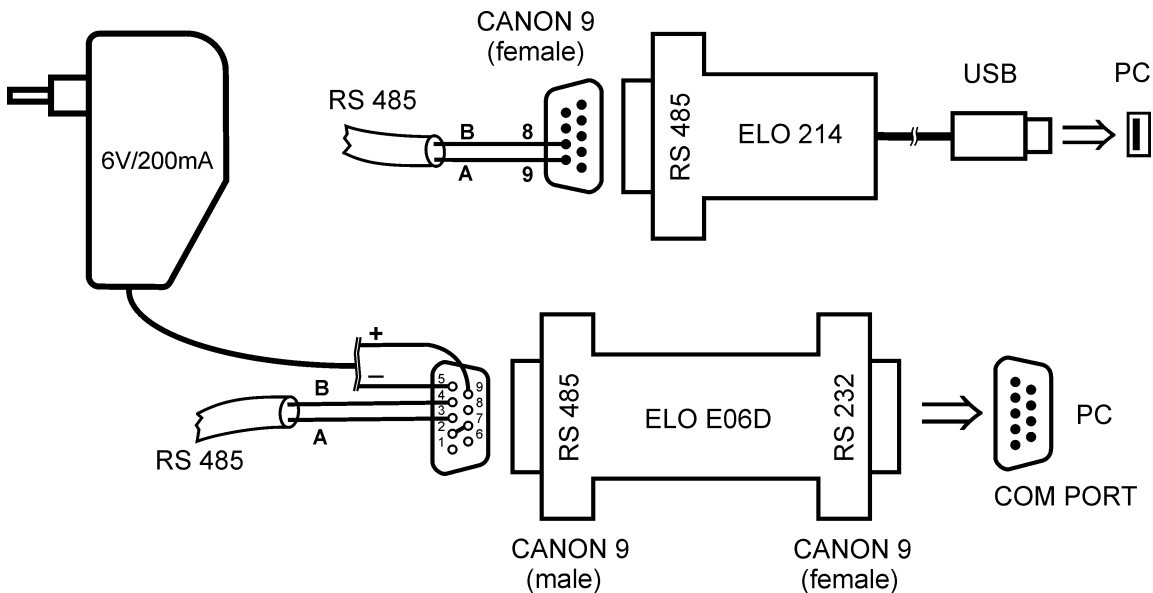 CANON 9
(female)
RS 485
B
8
A
9
RS 485
ELO 214
USB
PC
6V/200mA
+
–
B
A
RS 485
5
4
3
2
1
9
8
7
6
RS 485
ELO E06D
RS 232
PC
COM PORT
CANON 9
(male)
CANON 9
(female)